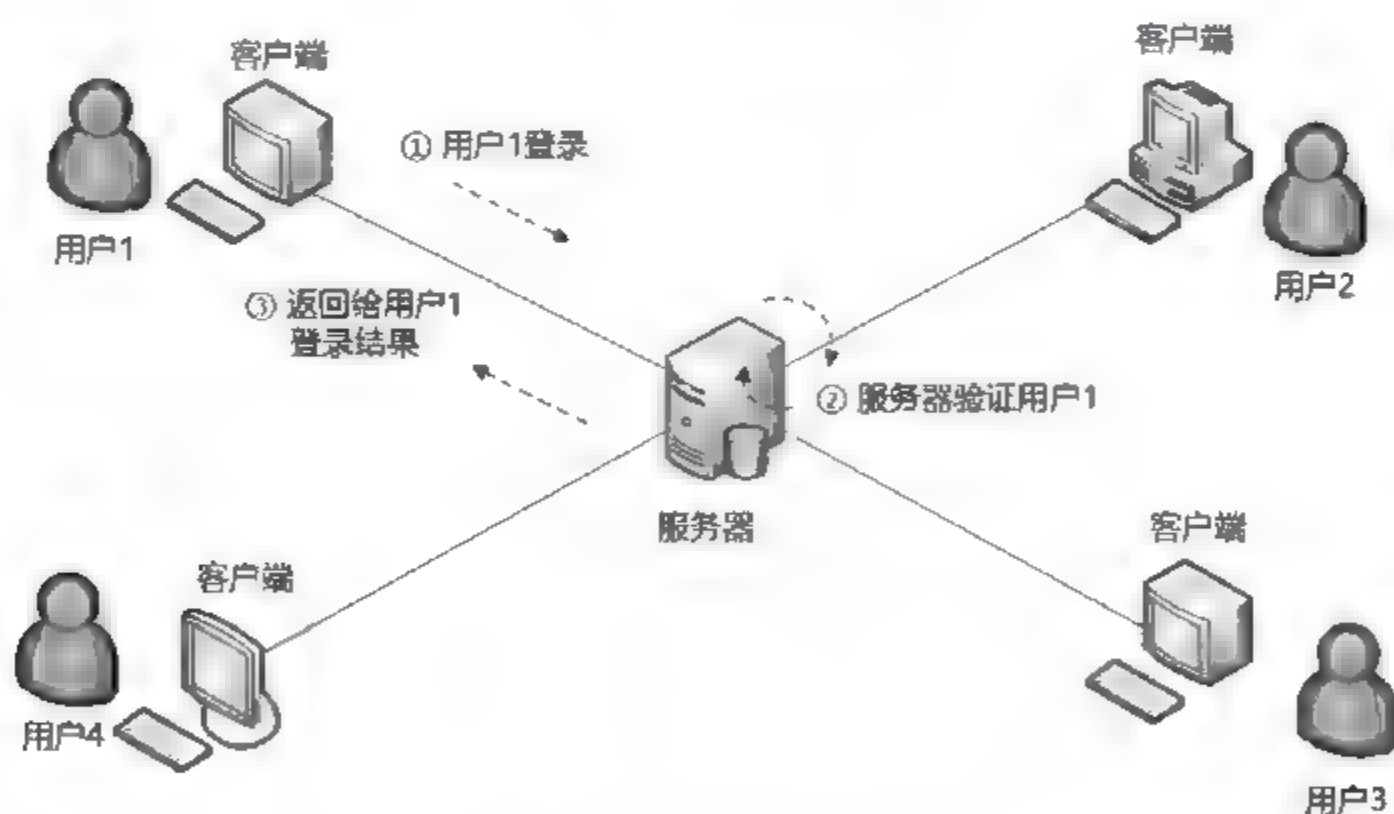 客户端
客户端
① 用户1登录
用户1
用户2
③ 返回给用户1
登录结果
② 服务器验证用户1
服务器
客户端
客户端
用户4
用户3